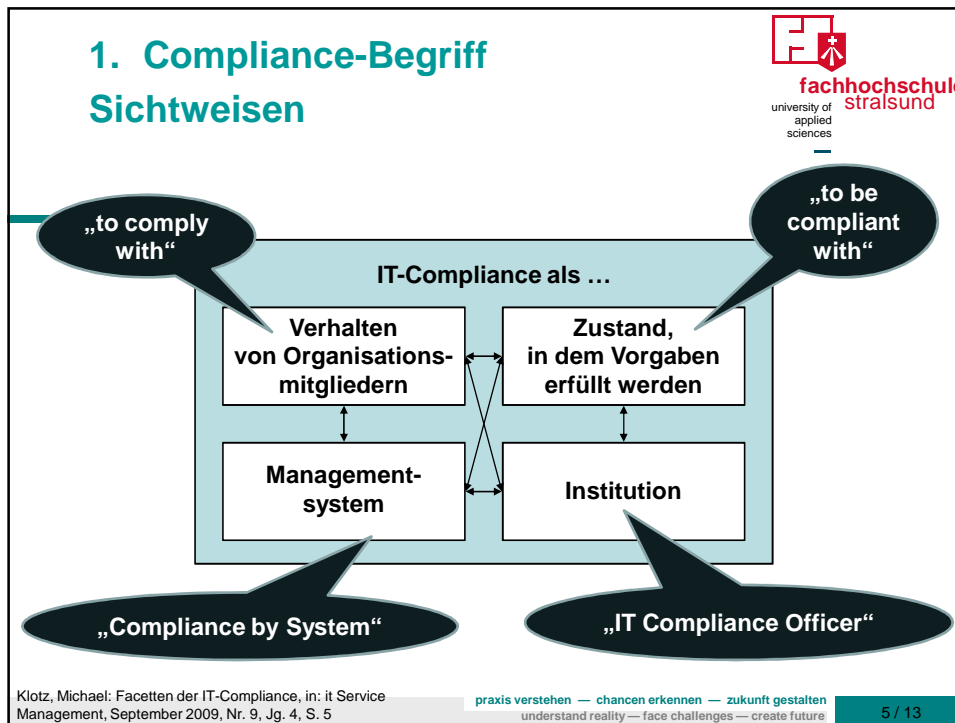 1. Compliance-Begriff
Sichtweisen
fachhochschule
stralsund
university of
applied
sciences
„to comply
with“
„to be
compliant
with“
IT-Compliance als …
Verhalten
von Organisations-
mitgliedern
Zustand,
in dem Vorgaben
erfüllt werden
Management-
system
Institution
„Compliance by System“
„IT Compliance Officer“
Klotz, Michael: Facetten der IT-Compliance, in: it Service
Management, September 2009, Nr. 9, Jg. 4, S. 5
praxis verstehen — chancen erkennen — zukunft gestalten
understand reality — face challenges — create future
5 / 13